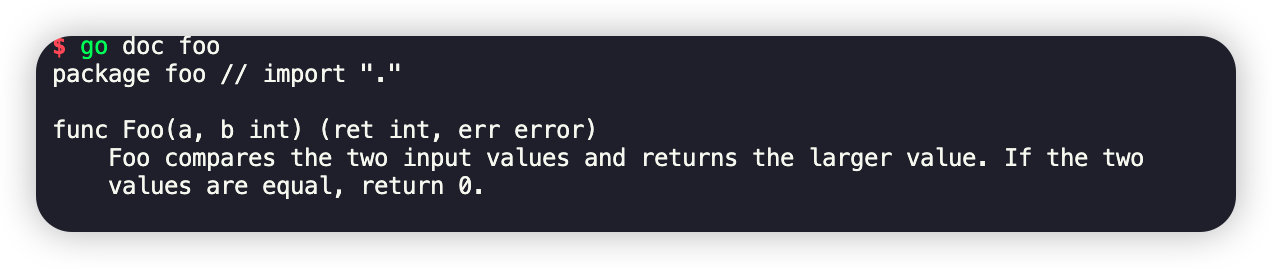 $ go doc foo
package foo // import "."
func Foo(a, b int) (ret int, err error)
Foo compares the two input values and returns the larger value. If the two
values are equal, return 0.